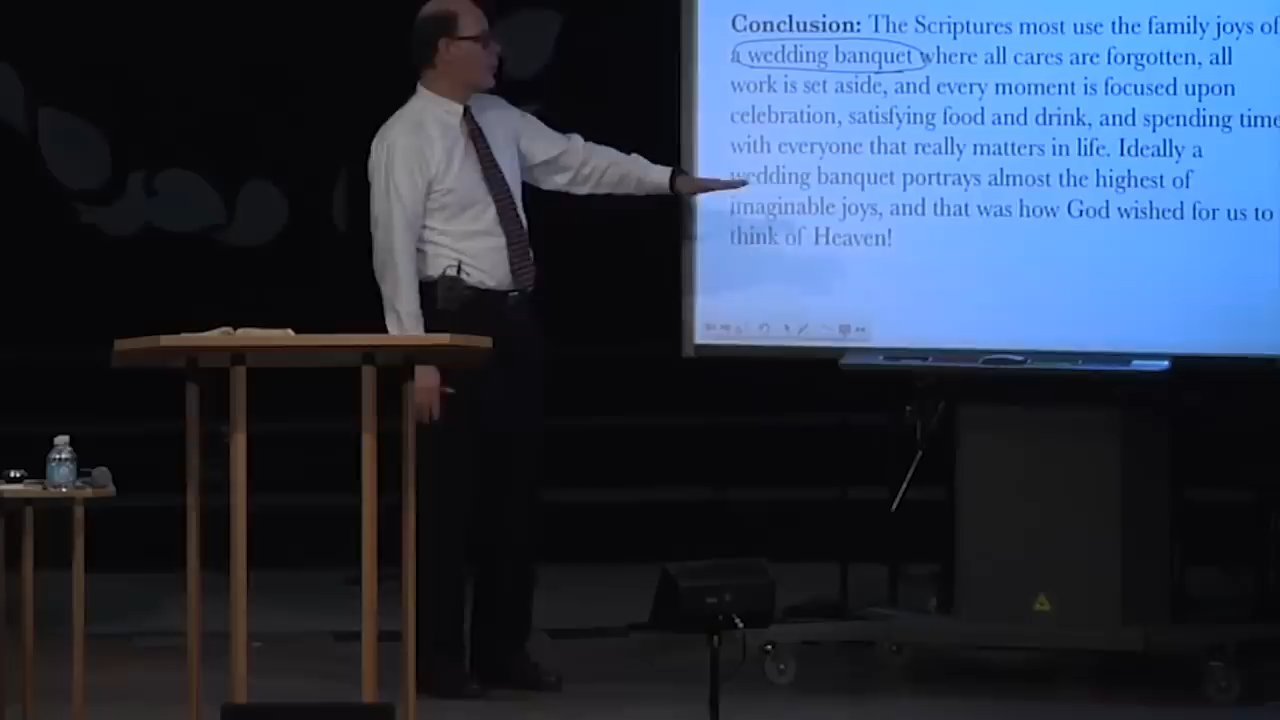 Conclusion: The Scriptures most use the family joys of
a wedding banquet where all cares are forgotten, all
work is set aside, and every moment is focused upon
celebration, satisfying food and drink, and spending time
with everyone that really matters in life. Ideally a
wedding banquet portrays almost the highest of
imaginable joys, and that was how God wished for us to
think of Heaven!